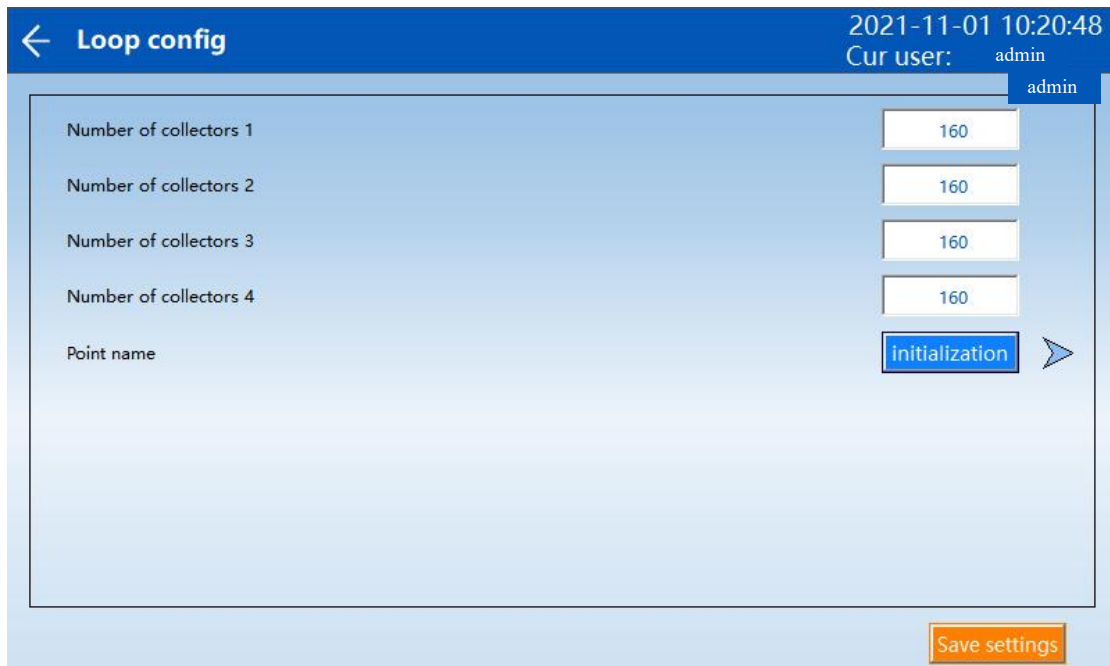 Loop config
2021-11-01 10:20:48
Cur user: admin
admin
Number of collectors 1 160
Number of collectors 2 160
Number of collectors 3 160
Number of collectors 4 160
Point name initialization
Save settings